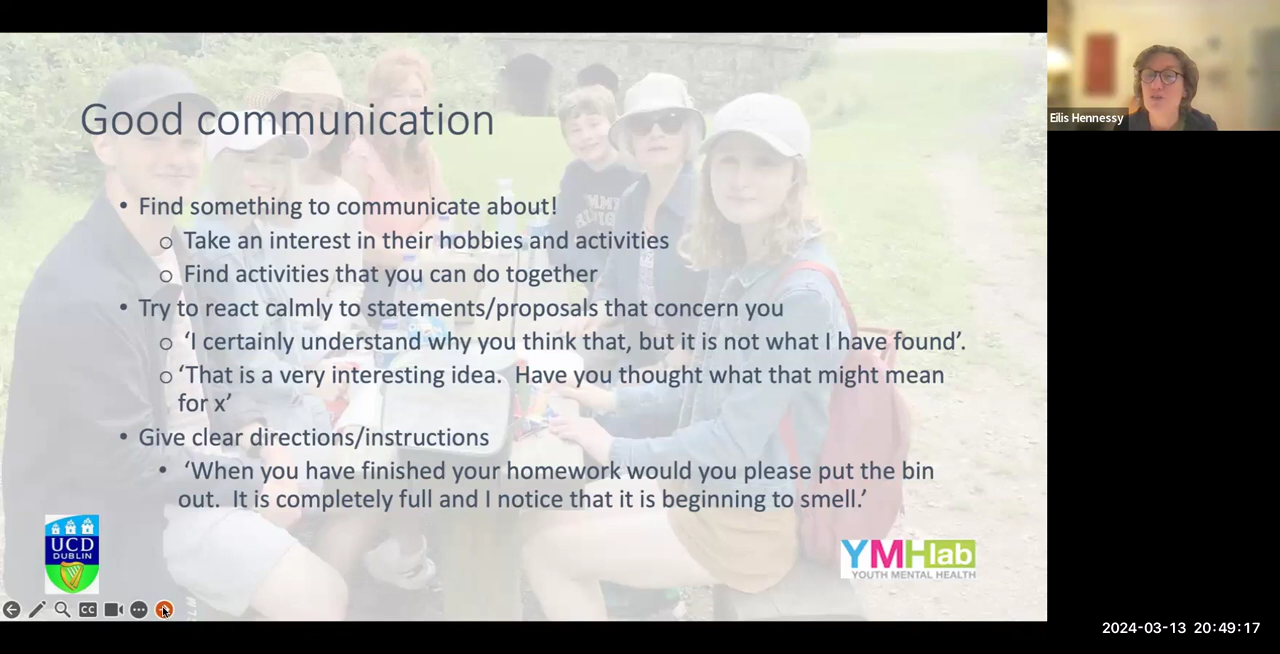 Good communication
• Find something to communicate about!
o Take an interest in their hobbies and activities
o Find activities that you can do together
• Try to react calmly to statements/proposals that concern you
o ‘I certainly understand why you think that, but it is not what I have found’.
o ‘That is a very interesting idea.  Have you thought what that might mean
for x’
• Give clear directions/instructions
• ‘When you have finished your homework would you please put the bin
out.  It is completely full and I notice that it is beginning to smell.’
UCD
DUBLIN
YMHlab
YOUTH MENTAL HEALTH
CC
Eilis Hennessy
2024-03-13 20:49:17